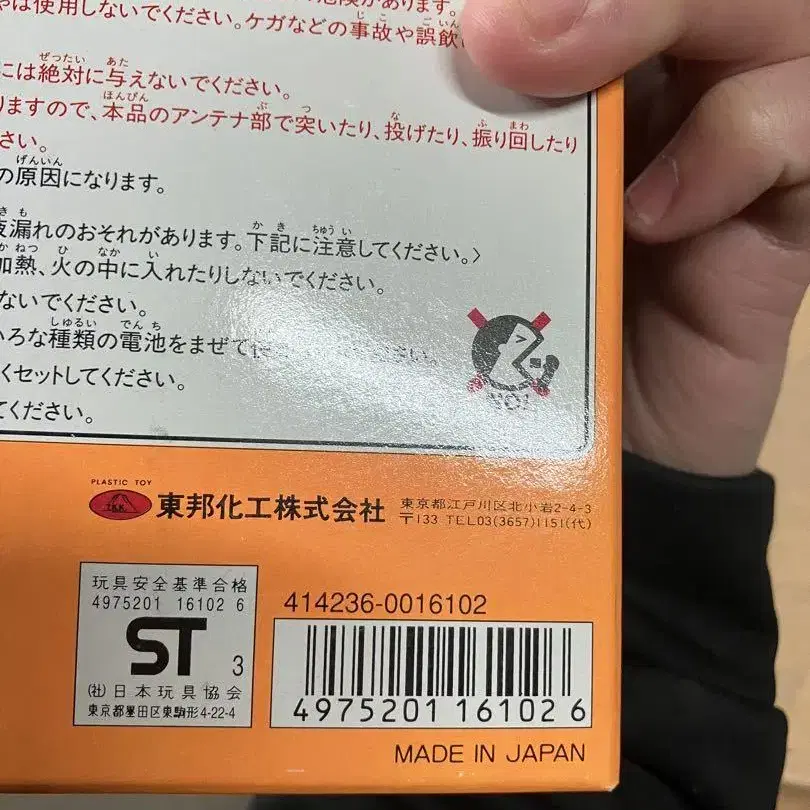 は使用しないでください。ケガなどの事故や誤飲
には絶対に与えないでください。
りますので、本品のアンテナ部で突いたり、投げたり、振り回したり
さい。
の原因になります。
液漏れのおそれがあります。下記に注意してください。〉
加熱、火の中に入れたりしないでください。
ないでください。
いろな種類の電池をまぜて
くセットしてください。
てください。
NO!
PLASTIC TOY
東邦化工株式会社
東京都江戸川区北小岩2-4-3
〒133 TEL03(3657)1151(代)
玩具安全基準合格
4975201 16102 6
ST 3
(社)日本玩具協会
東京都墨田区東駒形4-22-4
414236-0016102
4975201 161026
MADE IN JAPAN